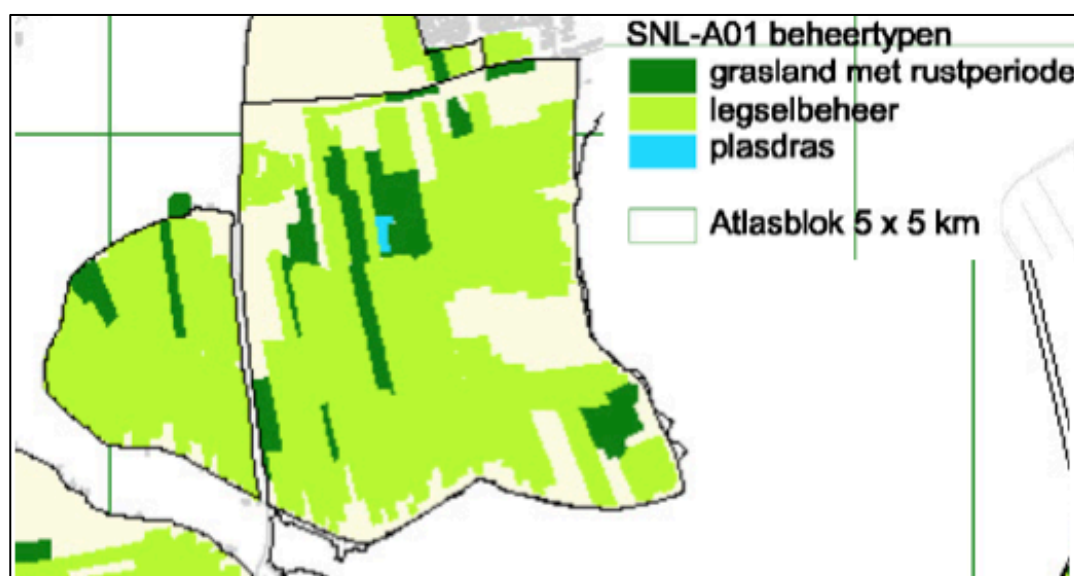 SNL-A01 beheertypen
grasland met rustperiode
legselbeheer
plasdras
Atlasblok 5 x 5 km